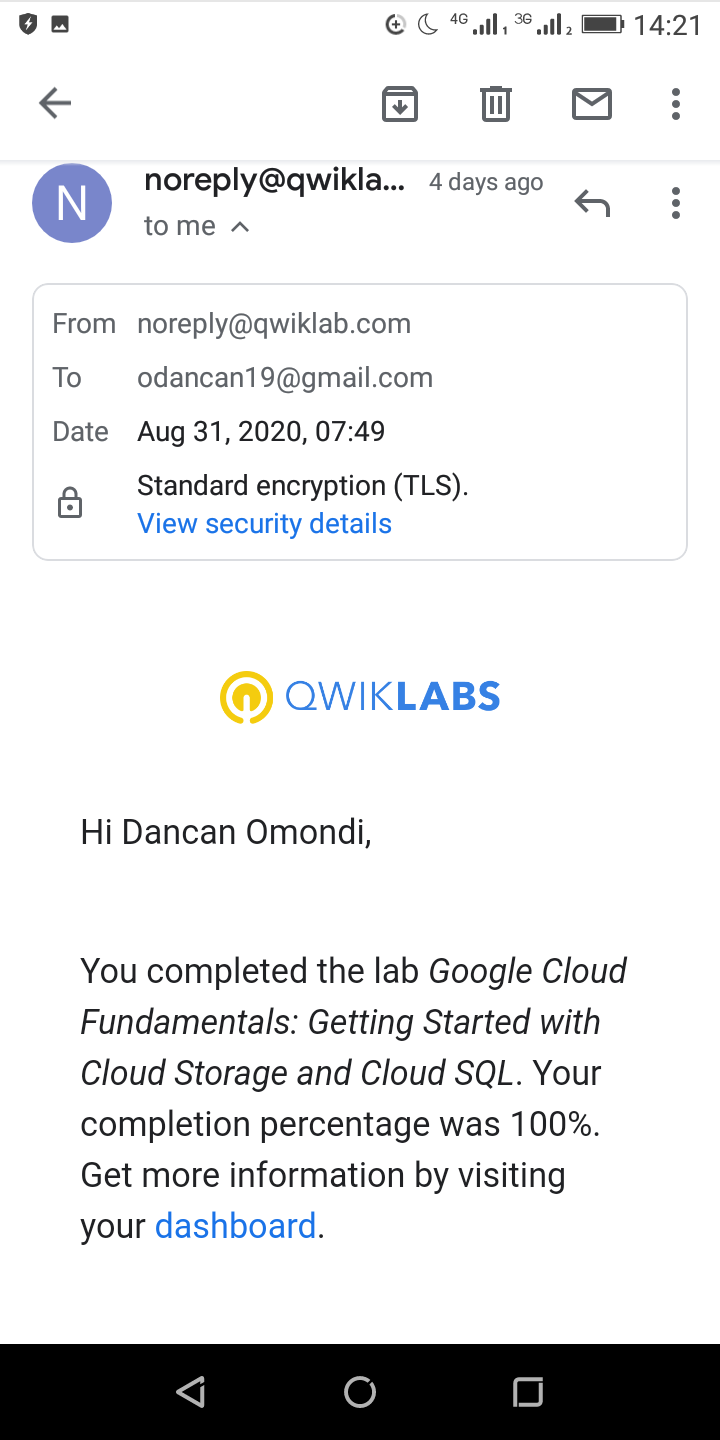 4G 1 3G 2 14:21
N noreply@qwikla... 4 days ago
to me
From noreply@qwiklab.com
To odancan19@gmail.com
Date Aug 31, 2020, 07:49
Standard encryption (TLS).
View security details
QWIKLABS
Hi Dancan Omondi,
You completed the lab Google Cloud
Fundamentals: Getting Started with
Cloud Storage and Cloud SQL. Your
completion percentage was 100%.
Get more information by visiting
your dashboard.